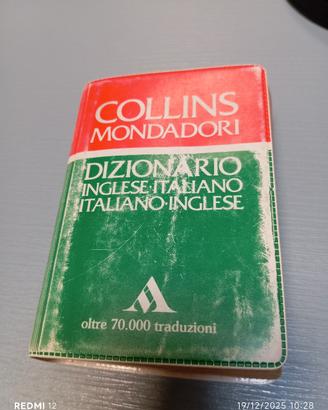 COLLINS
MONDADORI
DIZIONARIO
INGLESE·ITALIANO
ITALIANO·INGLESE
oltre 70.000 traduzioni
REDMI 12
19/12/2025 10:28